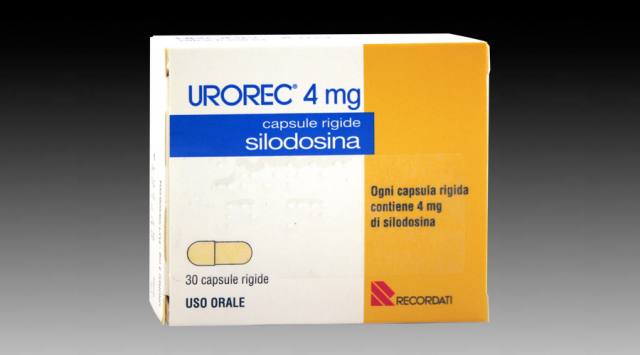 UROREC® 4 mg
capsule rigide
silodosina
Ogni capsula rigida
contiene 4 mg
di silodosina
30 capsule rigide
USO ORALE
RECORDATI